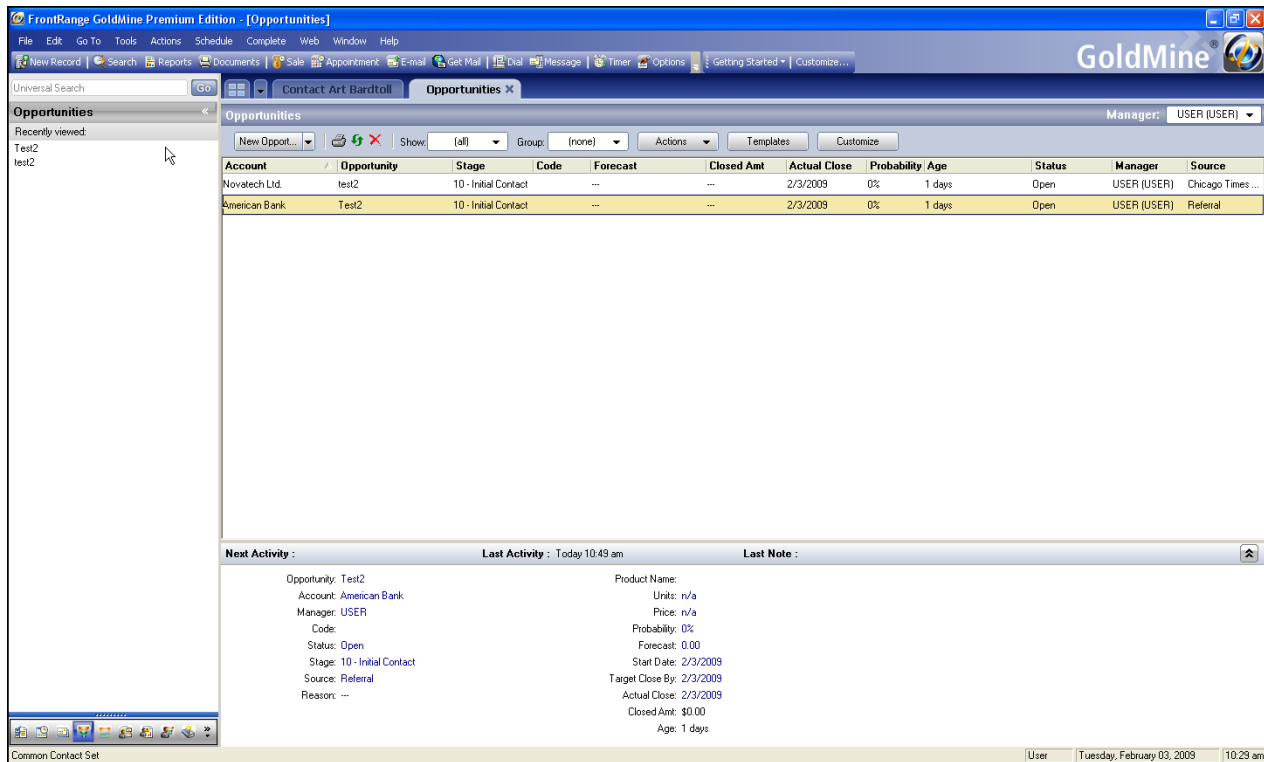 FrontRange GoldMine Premium Edition - [Opportunities]
File Edit Go To Tools Actions Schedule Complete Web Window Help
New Record | Search Reports Documents | Sale Appointment E-mail Get Mail | Dial Message | Timer Options Getting Started Customize...
GoldMine®
Universal Search Go Contact Art Bardtoll Opportunities
Opportunities «
Opportunities Manager: USER (USER)
Recently viewed:
Test2
test2
New Opport... Show: (all) Group: (none) Actions Templates Customize
Account Opportunity Stage Code Forecast Closed Amt Actual Close Probability Age Status Manager Source
Novatech Ltd. test2 10 - Initial Contact --- --- 2/3/2009 0% 1 days Open USER (USER) Chicago Times ...
American Bank Test2 10 - Initial Contact --- --- 2/3/2009 0% 1 days Open USER (USER) Referral
Next Activity : Last Activity : Today 10:49 am Last Note :
Opportunity: Test2
Account: American Bank
Manager: USER
Code:
Status: Open
Stage: 10 - Initial Contact
Source: Referral
Reason: ---
Product Name:
Units: n/a
Price: n/a
Probability: 0%
Forecast: 0.00
Start Date: 2/3/2009
Target Close By: 2/3/2009
Actual Close: 2/3/2009
Closed Amt: $0.00
Age: 1 days
Common Contact Set User Tuesday, February 03, 2009 10:29 am